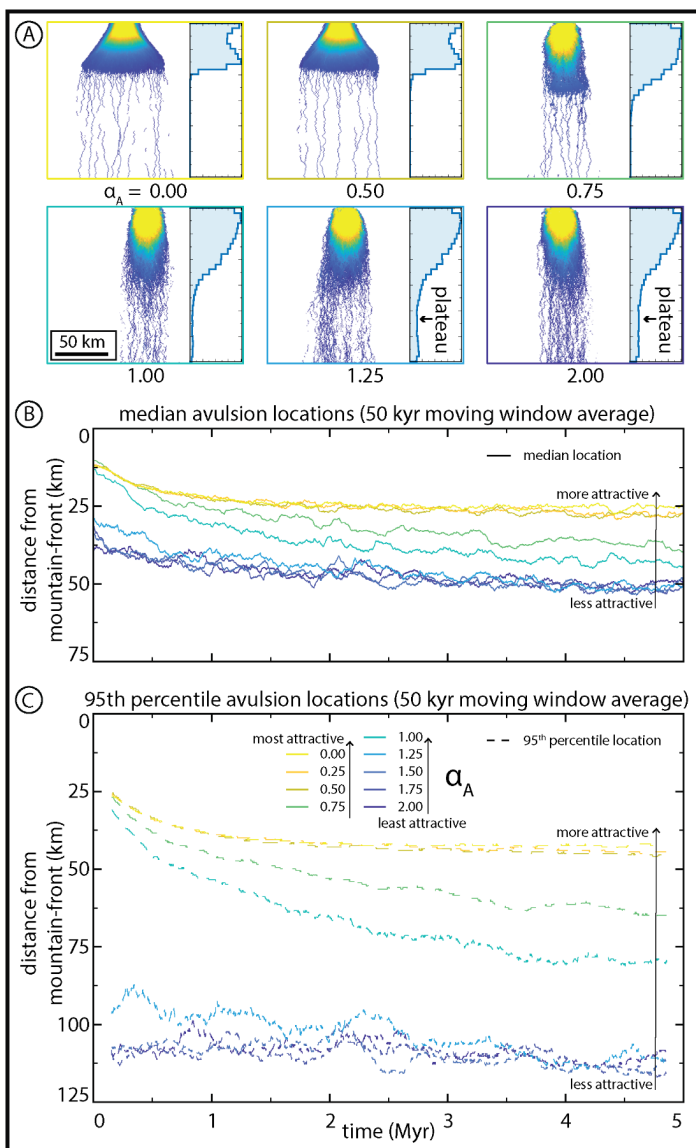 A
α_A = 0.00
0.50
0.75
50 km
1.00
plateau
1.25
plateau
2.00
B
median avulsion locations (50 kyr moving window average)
0
25
50
75
distance from
mountain-front (km)
median location
more attractive
less attractive
C
95th percentile avulsion locations (50 kyr moving window average)
0
25
50
75
100
125
distance from
mountain-front (km)
most attractive
0.00
0.25
0.50
0.75
1.00
1.25
1.50
1.75
2.00
least attractive
α_A
95th percentile location
more attractive
less attractive
0
1
2
3
4
5
time (Myr)